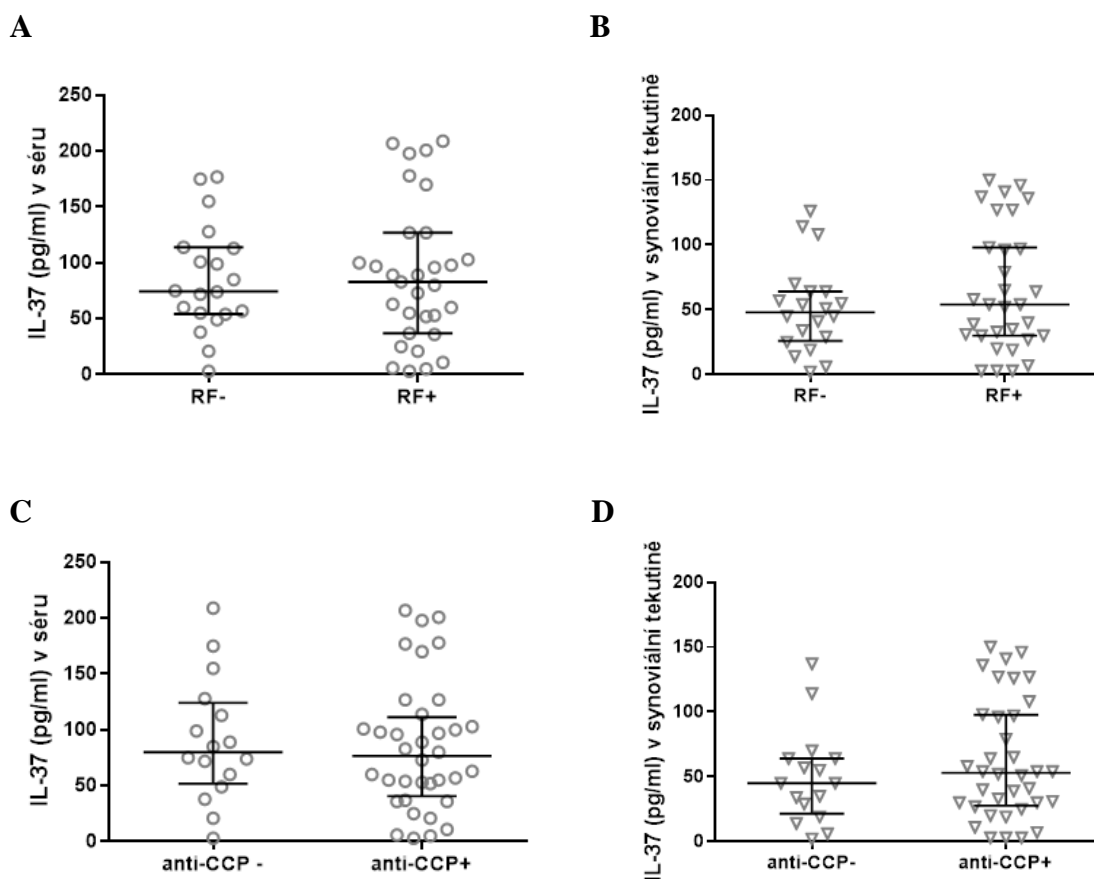 A
B
IL-37 (pg/ml) v séru
250
200
150
100
50
0
RF-
RF+
IL-37 (pg/ml) v synoviální tekutině
200
150
100
50
0
RF-
RF+
C
D
IL-37 (pg/ml) v séru
250
200
150
100
50
0
anti-CCP -
anti-CCP+
IL-37 (pg/ml) v synoviální tekutině
200
150
100
50
0
anti-CCP-
anti-CCP+